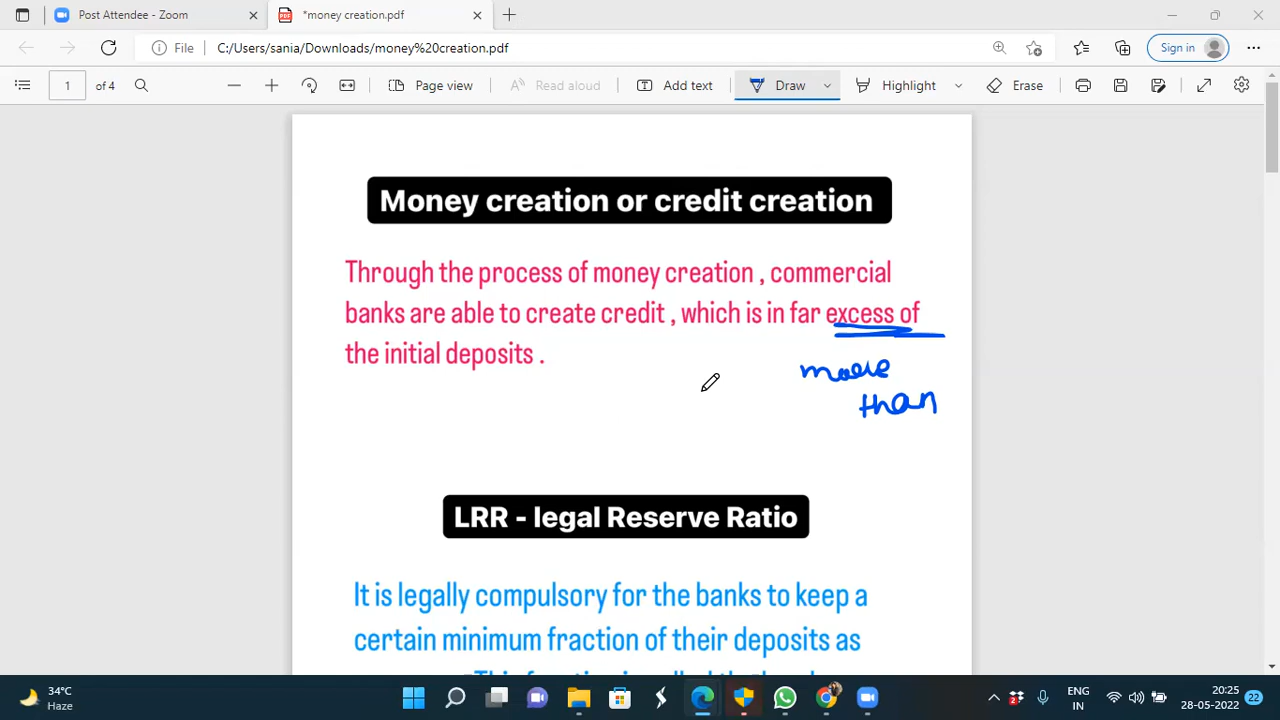 Post Attendee - Zoom
*money creation.pdf
File
C:/Users/sania/Downloads/money%20creation.pdf
Sign in
1 of 4
Page view
Read aloud
Add text
Draw
Highlight
Erase
Money creation or credit creation
Through the process of money creation , commercial
banks are able to create credit , which is in far excess of
the initial deposits .
more
than
LRR - legal Reserve Ratio
It is legally compulsory for the banks to keep a
certain minimum fraction of their deposits as
34°C
Haze
ENG
IN
20:25
28-05-2022
22